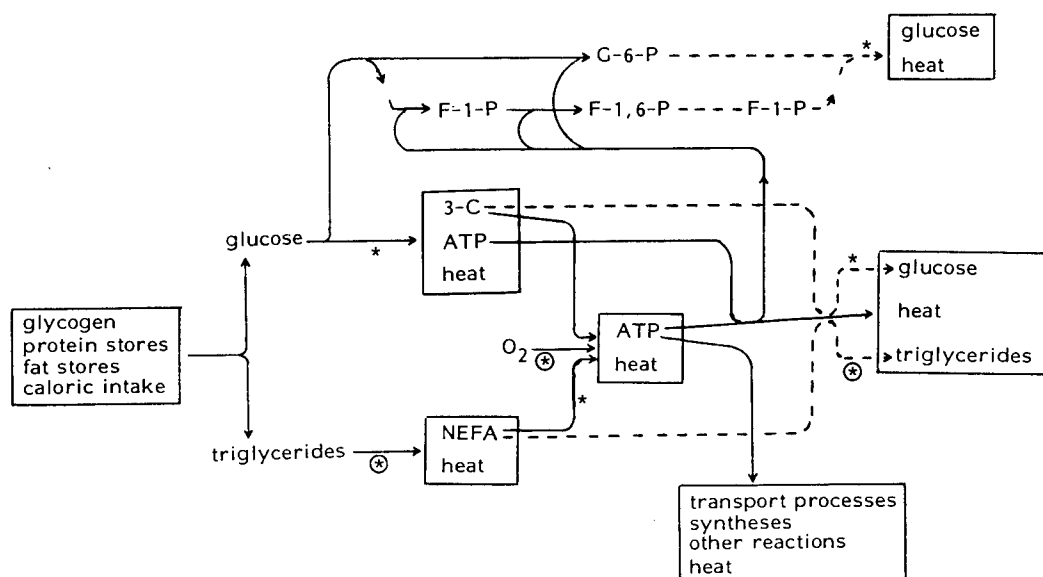 G-6-P
*
glucose
heat
F-1-P
F-1,6-P
F-1-P
glucose
*
3-C
ATP
heat
*
glucose
heat
triglycerides
*
glycogen
protein stores
fat stores
caloric intake
O2
*
ATP
heat
*
triglycerides
*
NEFA
heat
transport processes
syntheses
other reactions
heat